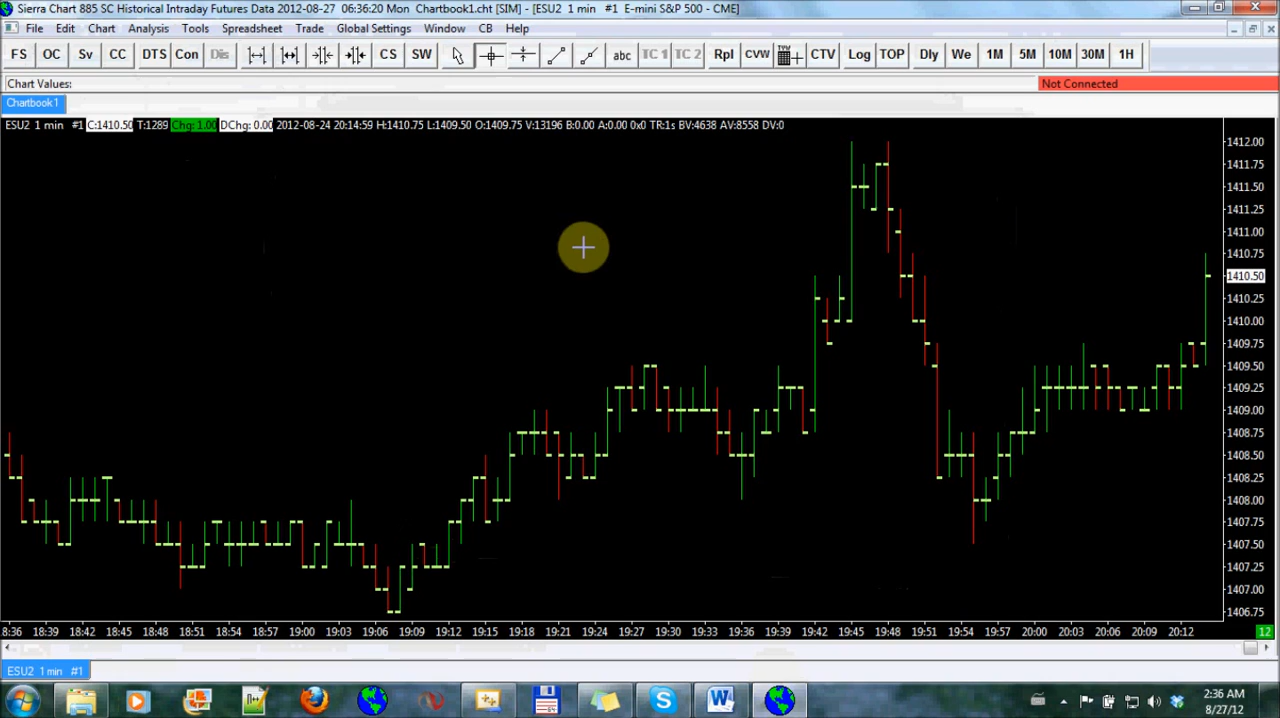 Sierra Chart 885 SC Historical Intraday Futures Data 2012-08-27 06:36:20 Mon Chartbook1.cht [SIM] - [ESU2 1 min #1 E-mini S&P 500 - CME]
File Edit Chart Analysis Tools Spreadsheet Trade Global Settings Window CB Help
FS OC Sv CC DTS Con Dis CS SW abc TC 1 TC 2 Rpl CVW CTV Log TOP Dly We 1M 5M 10M 30M 1H
Chart Values: Not Connected
Chartbook1
ESU2 1 min #1 C:1410.50 T:1289 Chg: 1.00 DChg: 0.00 2012-08-24 20:14:59 H:1410.75 L:1409.50 O:1409.75 V:13196 B:0.00 A:0.00 0x0 TR:1s BV:4638 AV:8558 DV:0
1412.00
1411.75
1411.50
1411.25
1411.00
1410.75
1410.50
1410.25
1410.00
1409.75
1409.50
1409.25
1409.00
1408.75
1408.50
1408.25
1408.00
1407.75
1407.50
1407.25
1407.00
1406.75
8:36 18:39 18:42 18:45 18:48 18:51 18:54 18:57 19:00 19:03 19:06 19:09 19:12 19:15 19:18 19:21 19:24 19:27 19:30 19:33 19:36 19:39 19:42 19:45 19:48 19:51 19:54 19:57 20:00 20:03 20:06 20:09 20:12 12
ESU2 1 min #1
2:36 AM
8/27/12